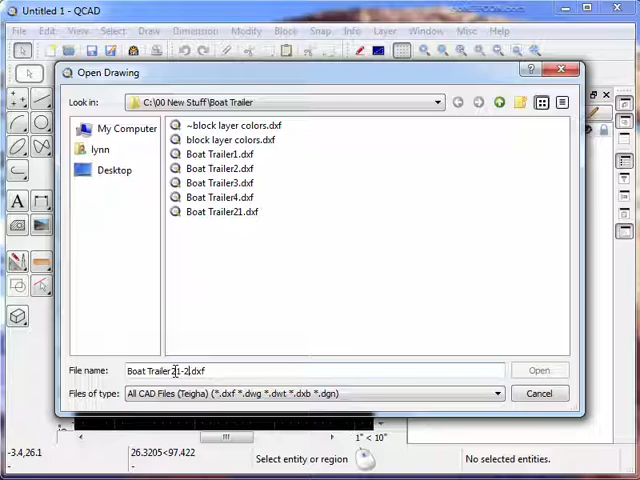 Untitled 1 - QCAD
File Edit View Select Draw Dimension Modify Block Snap Info Layer Window Misc Help
Open Drawing
Look in: C:\00 New Stuff\Boat Trailer
My Computer
lynn
Desktop
~block layer colors.dxf
block layer colors.dxf
Boat Trailer1.dxf
Boat Trailer2.dxf
Boat Trailer3.dxf
Boat Trailer4.dxf
Boat Trailer21.dxf
File name: Boat Trailer21-2.dxf Open
Files of type: All CAD Files (Teigha) (*.dxf *.dwg *.dwt *.dxb *.dgn) Cancel
1" < 10"
-3.4,26.1 26.3205<97.422 Select entity or region No selected entities.
- -